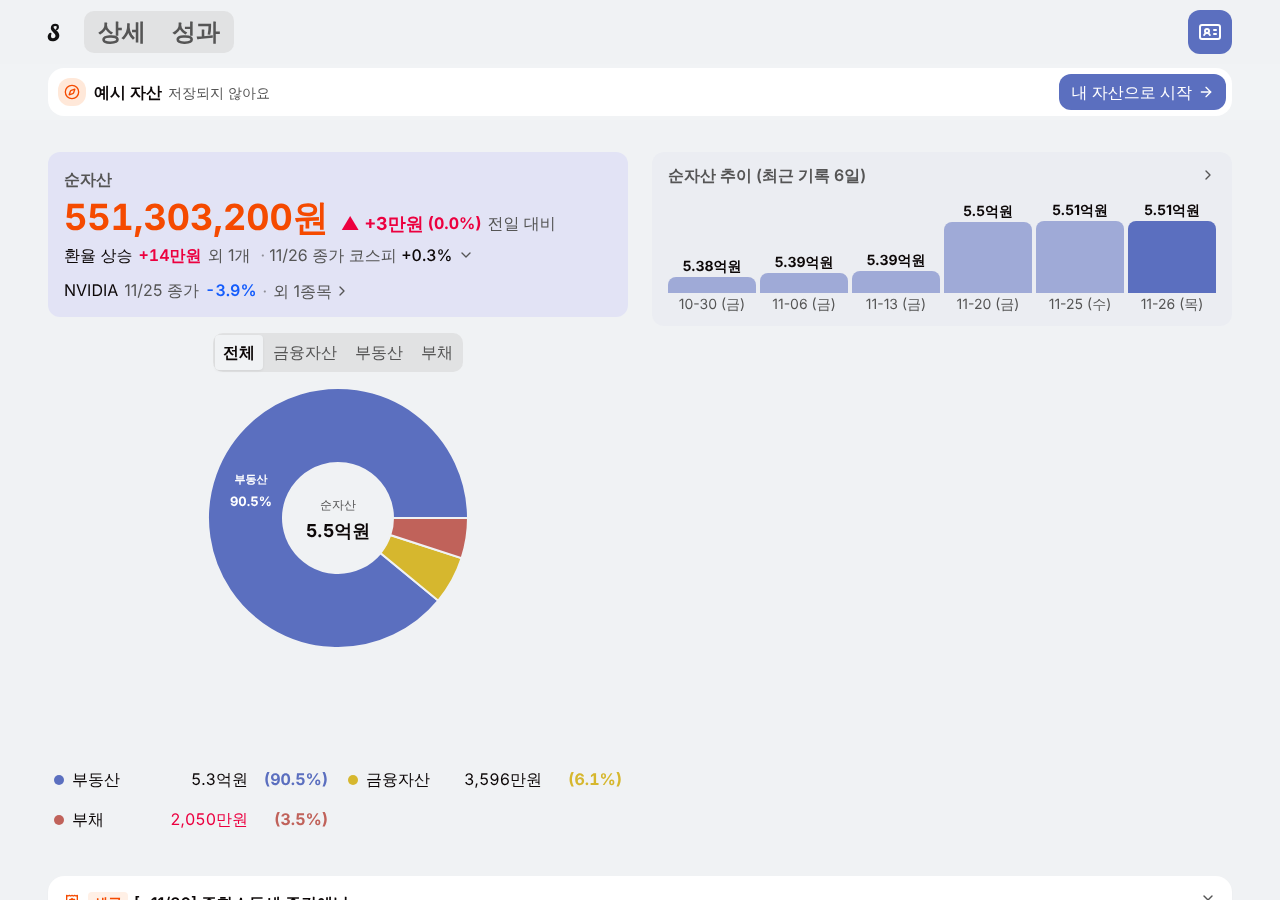 S
상세 성과
예시 자산 저장되지 않아요
내 자산으로 시작 →
순자산
551,303,200원 ▲ +3만원 (0.0%) 전일 대비
환율 상승 +14만원 외 1개 · 11/26 종가 코스피 +0.3%
NVIDIA 11/25 종가 -3.9% · 외 1종목
순자산 추이 (최근 기록 6일)
5.38억원 5.39억원 5.39억원 5.5억원 5.51억원 5.51억원
10-30 (금) 11-06 (금) 11-13 (금) 11-20 (금) 11-25 (수) 11-26 (목)
전체 금융자산 부동산 부채
부동산
90.5%
순자산
5.5억원
부동산 5.3억원 (90.5%) 금융자산 3,596만원 (6.1%)
부채 2,050만원 (3.5%)